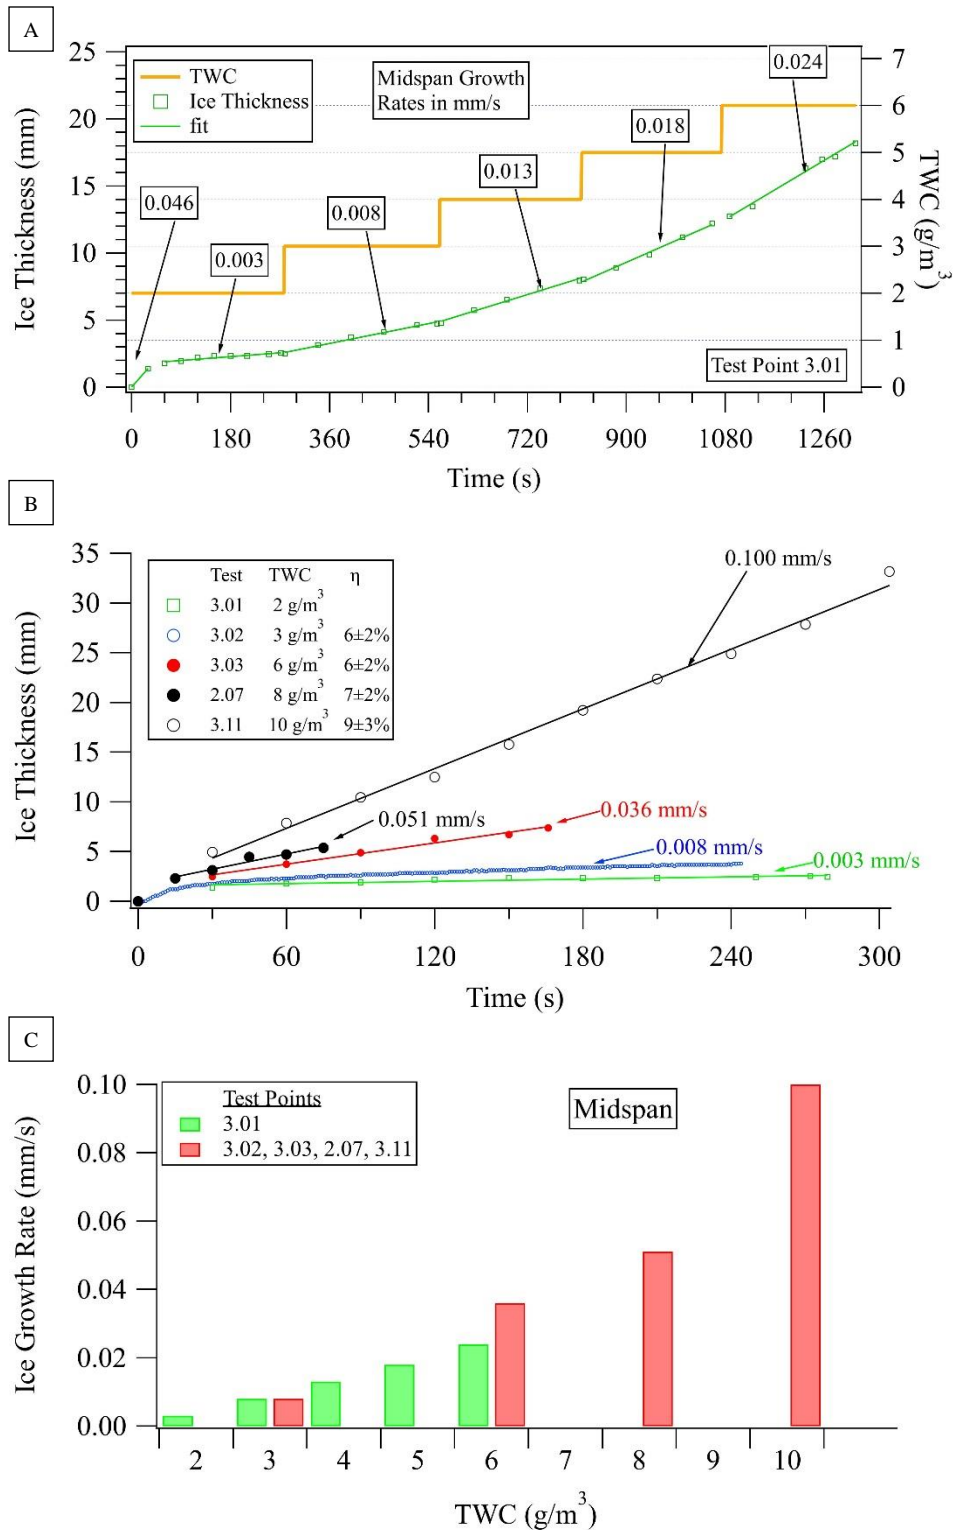 A
25
20
15
10
5
0
Ice Thickness (mm)
TWC
Ice Thickness
fit
Midspan Growth
Rates in mm/s
0.046
0.003
0.008
0.013
0.018
0.024
Test Point 3.01
7
6
5
4
3
2
1
0
TWC (g/m³)
0 180 360 540 720 900 1080 1260
Time (s)
B
35
30
25
20
15
10
5
0
Ice Thickness (mm)
Test TWC η
3.01 2 g/m³
3.02 3 g/m³ 6±2%
3.03 6 g/m³ 6±2%
2.07 8 g/m³ 7±2%
3.11 10 g/m³ 9±3%
0.100 mm/s
0.051 mm/s
0.036 mm/s
0.008 mm/s
0.003 mm/s
0 60 120 180 240 300
Time (s)
C
0.10
0.08
0.06
0.04
0.02
0.00
Ice Growth Rate (mm/s)
Test Points
3.01
3.02, 3.03, 2.07, 3.11
Midspan
2 3 4 5 6 7 8 9 10
TWC (g/m³)